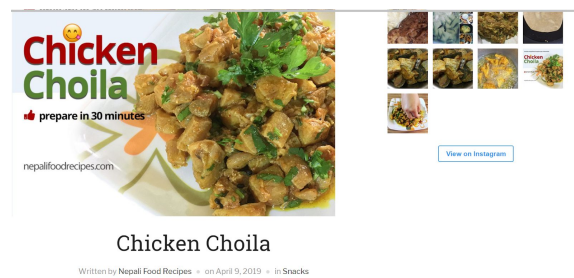 Chicken
Choila
prepare in 30 minutes
nepalifoodrecipes.com
Chicken Choila
Written by Nepali Food Recipes on April 9, 2019 in Snacks
Chicken
Choila
View on Instagram